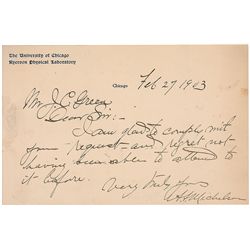 The University of Chicago
Ryerson Physical Laboratory
Chicago Feb 27 1903
Mr J C Green
Dear Sir:-
I am glad to comply with
your request - and regret not
having been able to attend to
it before.
Very truly yours
A A Michelson